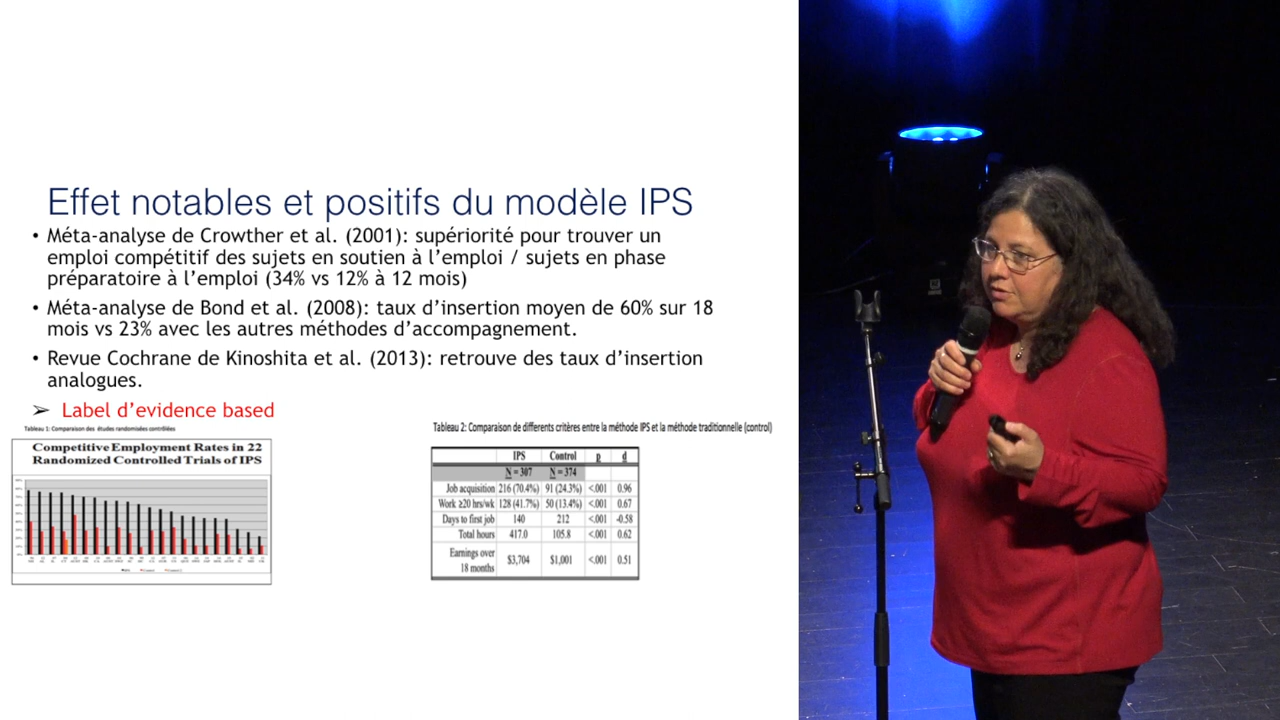 Effet notables et positifs du modèle IPS
• Méta-analyse de Crowther et al. (2001): supériorité pour trouver un
emploi compétitif des sujets en soutien à l'emploi / sujets en phase
préparatoire à l'emploi (34% vs 12% à 12 mois)
• Méta-analyse de Bond et al. (2008): taux d'insertion moyen de 60% sur 18
mois vs 23% avec les autres méthodes d'accompagnement.
• Revue Cochrane de Kinoshita et al. (2013): retrouve des taux d'insertion
analogues.
➢ Label d'evidence based
Tableau 1: Comparaison des études randomisées contrôlées
Competitive Employment Rates in 22
Randomized Controlled Trials of IPS
Tableau 2: Comparaison de differents critères entre la méthode IPS et la méthode traditionnelle (control)
IPS Control p d
N = 307 N = 374
Job acquisition 216 (70.4%) 91 (24.3%) <.001 0.96
Work ≥20 hrs/wk 128 (41.7%) 50 (13.4%) <.001 0.67
Days to first job 140 212 <.001 -0.58
Total hours 417.0 105.8 <.001 0.62
Earnings over
18 months $3,704 $1,001 <.001 0.51